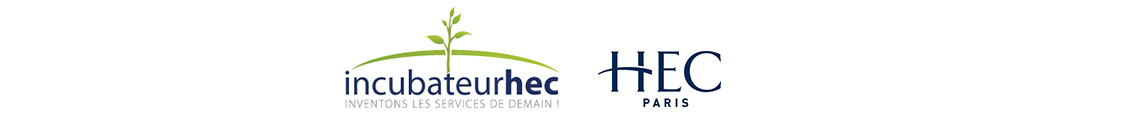 incubateurhec
INVENTONS LES SERVICES DE DEMAIN !
HEC
PARIS